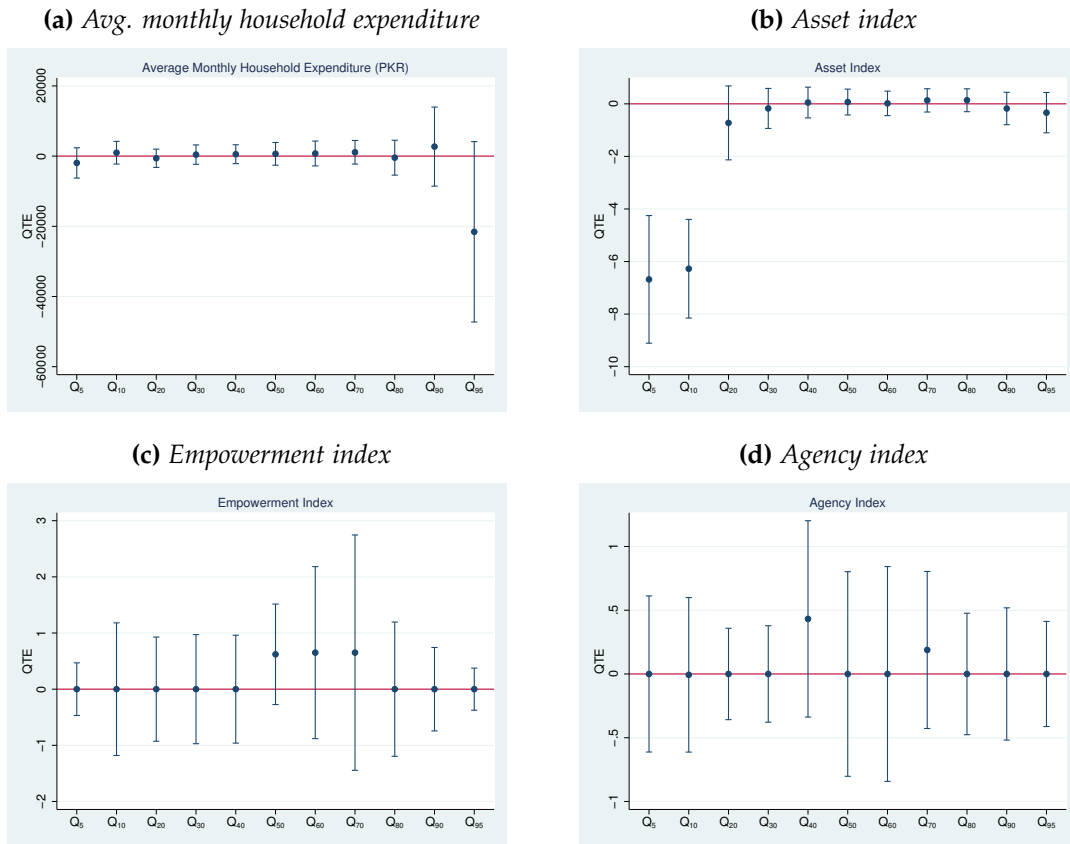 (a) Avg. monthly household expenditure
Average Monthly Household Expenditure (PKR)
QTE
20000
0
−20000
−40000
−60000
Q₅ Q₁₀ Q₂₀ Q₃₀ Q₄₀ Q₅₀ Q₆₀ Q₇₀ Q₈₀ Q₉₀ Q₉₅
(b) Asset index
Asset Index
QTE
0
−2
−4
−6
−8
−10
Q₅ Q₁₀ Q₂₀ Q₃₀ Q₄₀ Q₅₀ Q₆₀ Q₇₀ Q₈₀ Q₉₀ Q₉₅
(c) Empowerment index
Empowerment Index
QTE
3
2
1
0
−1
−2
Q₅ Q₁₀ Q₂₀ Q₃₀ Q₄₀ Q₅₀ Q₆₀ Q₇₀ Q₈₀ Q₉₀ Q₉₅
(d) Agency index
Agency Index
QTE
1
.5
0
−.5
−1
Q₅ Q₁₀ Q₂₀ Q₃₀ Q₄₀ Q₅₀ Q₆₀ Q₇₀ Q₈₀ Q₉₀ Q₉₅